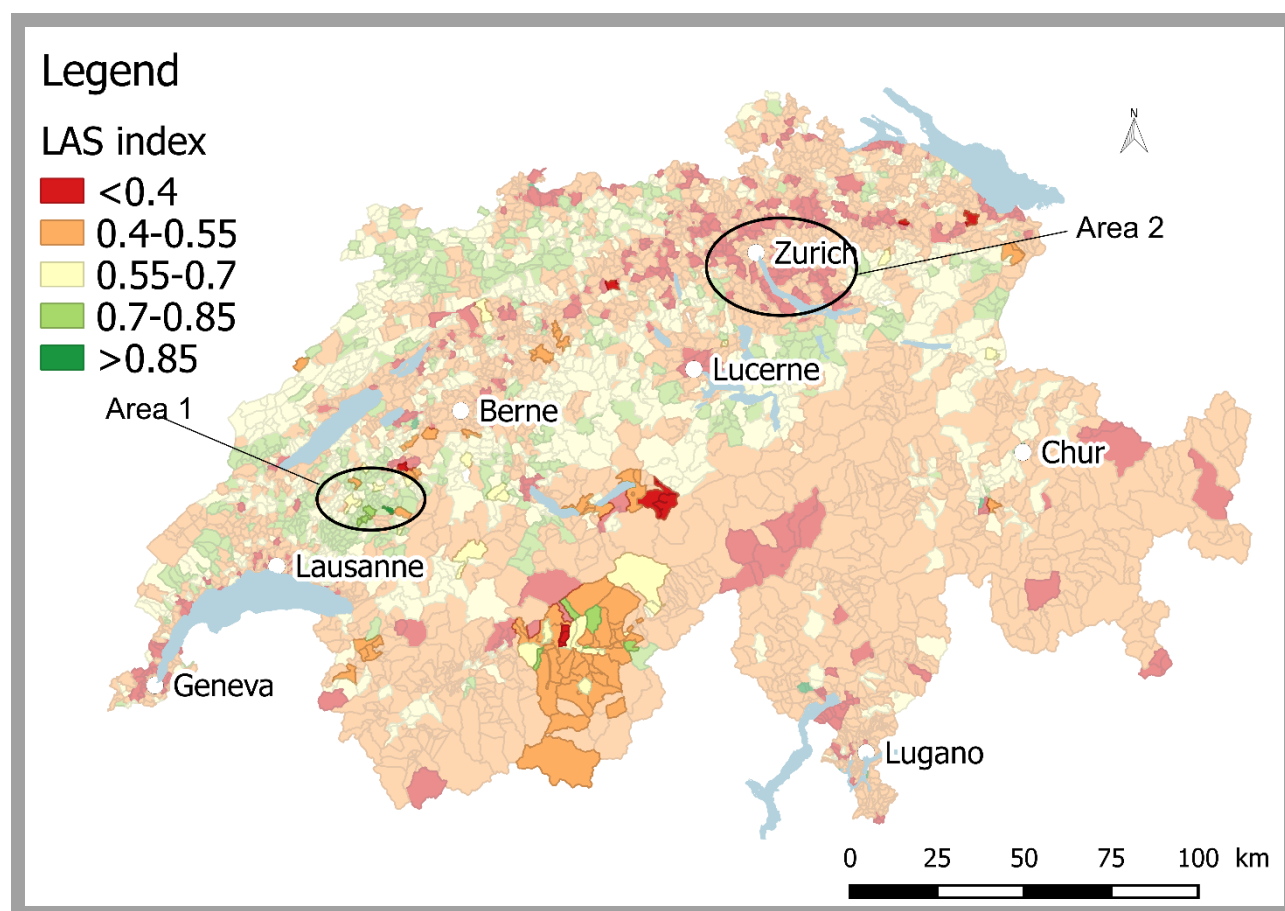 Legend
LAS index
<0.4
0.4-0.55
0.55-0.7
0.7-0.85
>0.85
N
Area 2
Zurich
Lucerne
Area 1
Berne
Chur
Lausanne
Geneva
Lugano
0 25 50 75 100 km